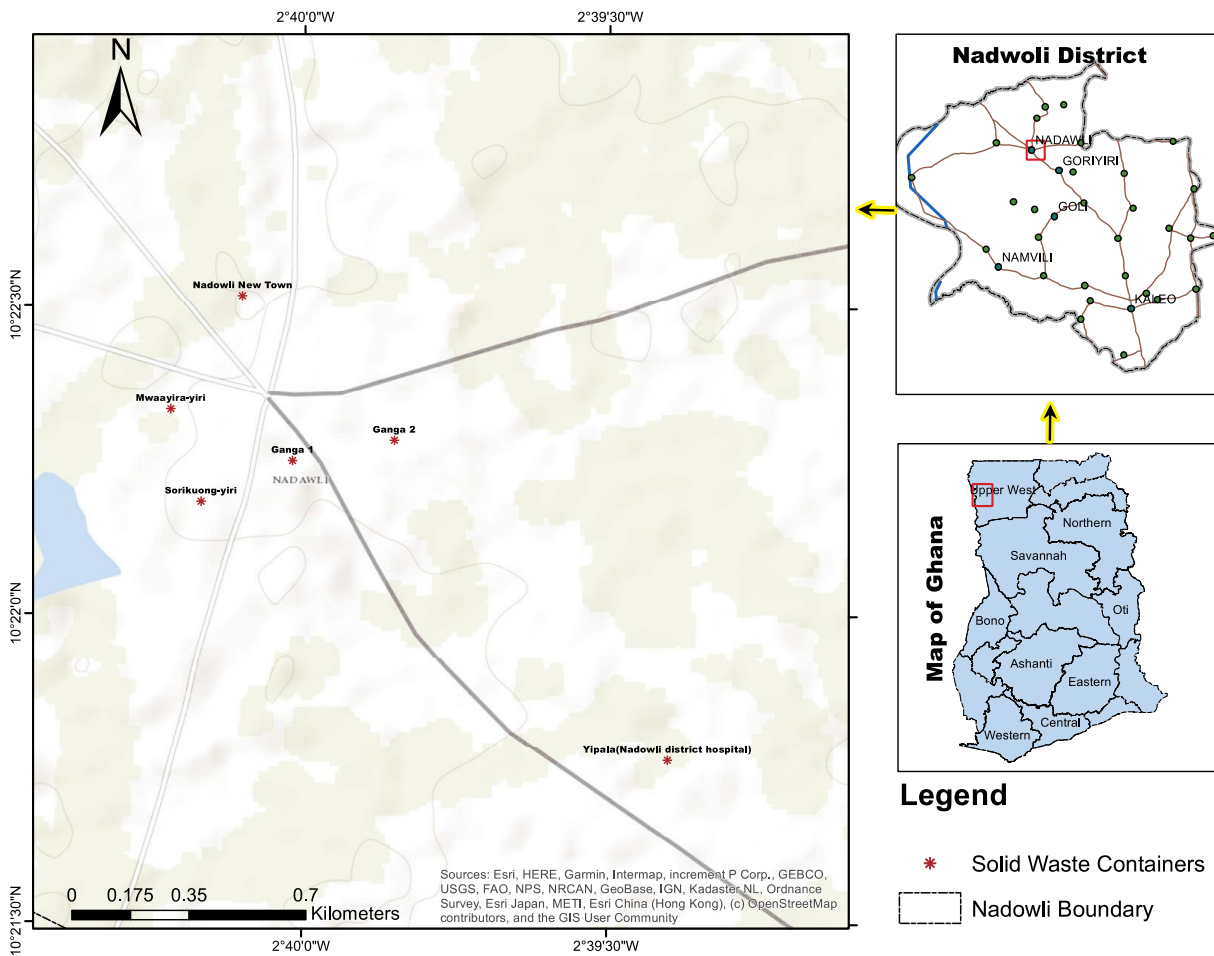 2°40'0"W
2°39'30"W
N
10°22'30"N
10°22'0"N
10°21'30"N
Nadowli New Town
Mwaayira-yiri
Ganga 2
Ganga 1
NADAWLI
Sorikuong-yiri
Yipala(Nadowli district hospital)
0 0.175 0.35 0.7
Kilometers
Sources: Esri, HERE, Garmin, Intermap, increment P Corp., GEBCO,
USGS, FAO, NPS, NRCAN, GeoBase, IGN, Kadaster NL, Ordnance
Survey, Esri Japan, METI, Esri China (Hong Kong), (c) OpenStreetMap
contributors, and the GIS User Community
2°40'0"W
2°39'30"W
Nadwoli District
NADAWLI
GORIYIRI
GOLI
NAMVILI
KALEO
Map of Ghana
Upper West
Northern
Savannah
Oti
Bono
Ashanti
Eastern
Central
Western
Legend
Solid Waste Containers
Nadowli Boundary